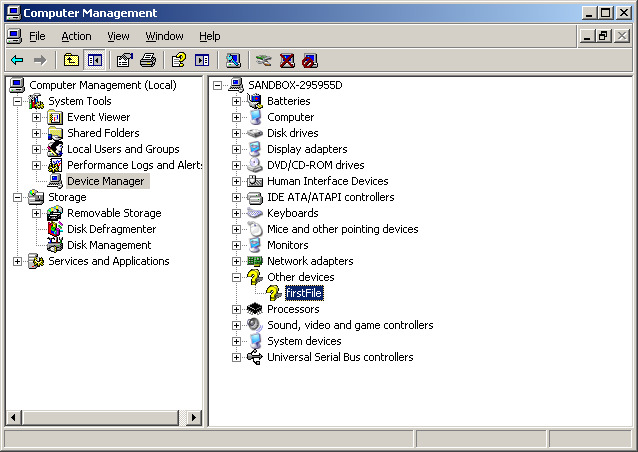 Computer Management
File Action View Window Help
Computer Management (Local)
System Tools
Event Viewer
Shared Folders
Local Users and Groups
Performance Logs and Alerts
Device Manager
Storage
Removable Storage
Disk Defragmenter
Disk Management
Services and Applications
SANDBOX-295955D
Batteries
Computer
Disk drives
Display adapters
DVD/CD-ROM drives
Human Interface Devices
IDE ATA/ATAPI controllers
Keyboards
Mice and other pointing devices
Monitors
Network adapters
Other devices
firstFile
Processors
Sound, video and game controllers
System devices
Universal Serial Bus controllers